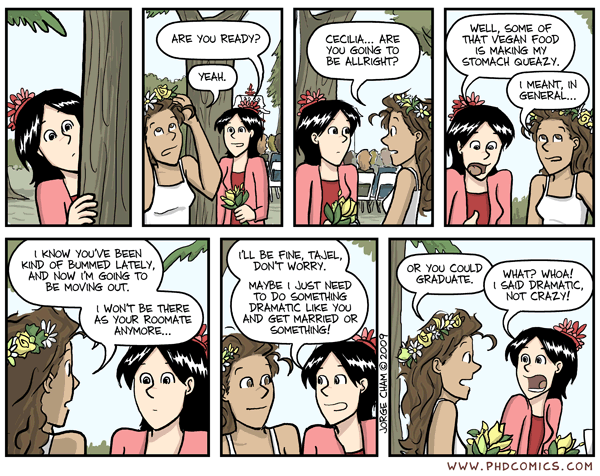 ARE YOU READY?
YEAH.
CECILIA... ARE
YOU GOING TO
BE ALLRIGHT?
WELL, SOME OF
THAT VEGAN FOOD
IS MAKING MY
STOMACH QUEAZY.
I MEANT, IN
GENERAL...
I KNOW YOU'VE BEEN
KIND OF BUMMED LATELY,
AND NOW I'M GOING TO
BE MOVING OUT.
I WON'T BE THERE
AS YOUR ROOMATE
ANYMORE...
I'LL BE FINE, TAJEL,
DON'T WORRY.
MAYBE I JUST NEED
TO DO SOMETHING
DRAMATIC LIKE YOU
AND GET MARRIED OR
SOMETHING!
JORGE CHAM © 2009
OR YOU COULD
GRADUATE.
WHAT? WHOA!
I SAID DRAMATIC,
NOT CRAZY!
WWW.PHDCOMICS.COM